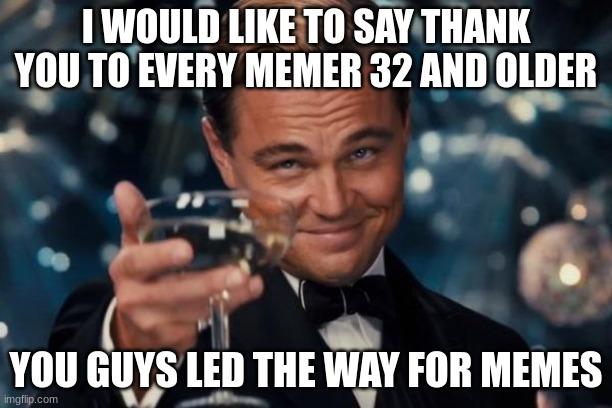 I WOULD LIKE TO SAY THANK
YOU TO EVERY MEMER 32 AND OLDER
YOU GUYS LED THE WAY FOR MEMES
imgflip.com